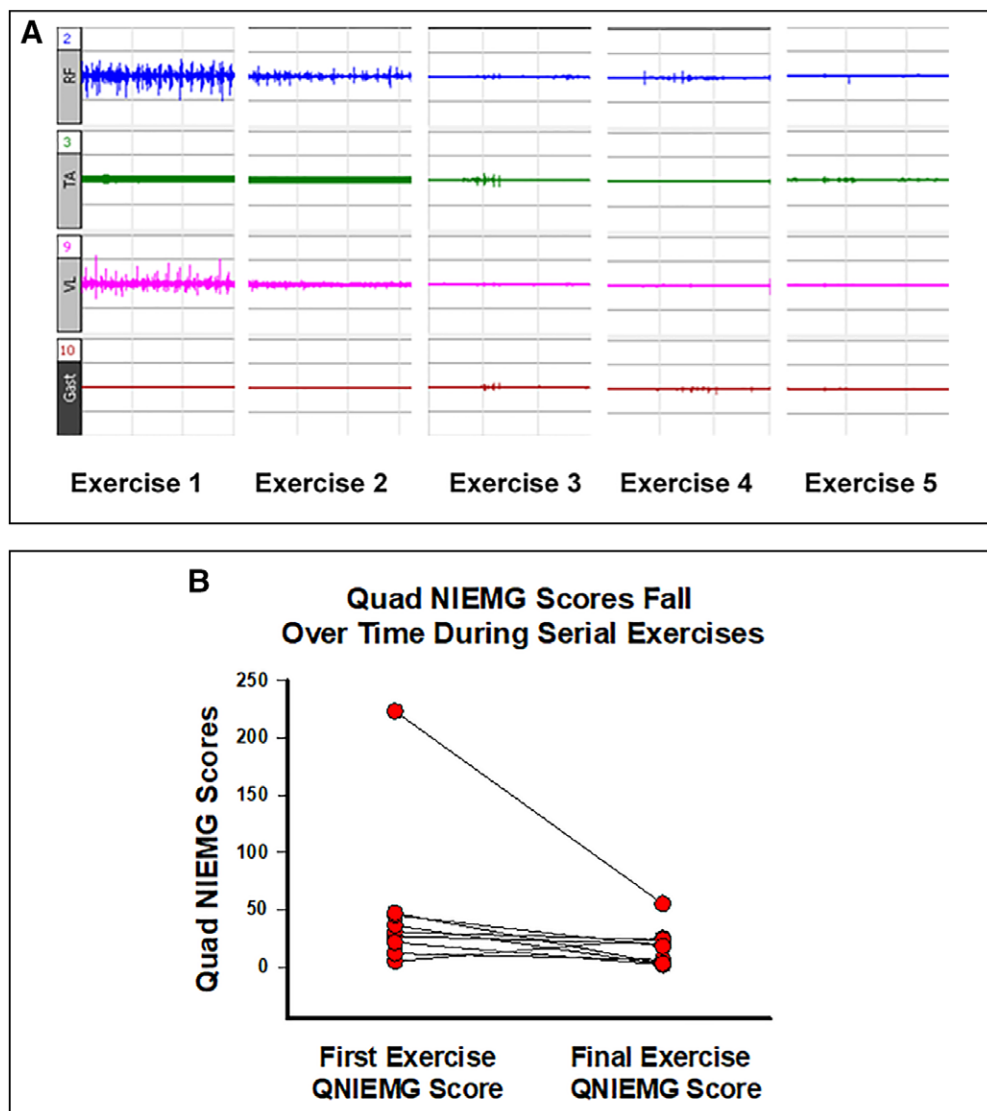 A
2
RF
3
TA
9
VL
10
Gast
Exercise 1 Exercise 2 Exercise 3 Exercise 4 Exercise 5
B
Quad NIEMG Scores Fall
Over Time During Serial Exercises
Quad NIEMG Scores
250
200
150
100
50
0
First Exercise Final Exercise
QNIEMG Score QNIEMG Score